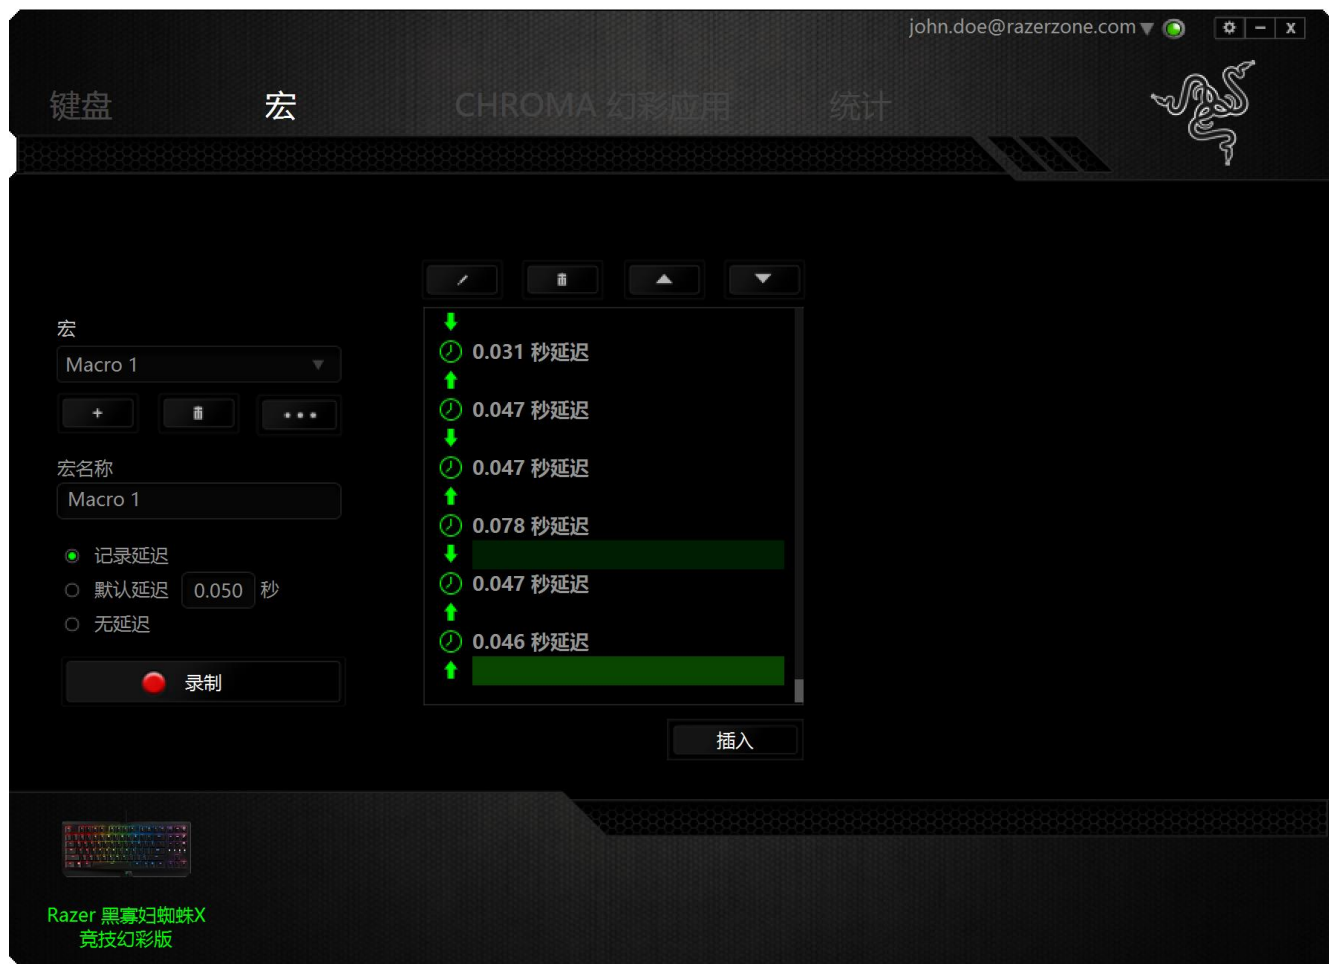 john.doe@razerzone.com
键盘
宏
CHROMA 幻彩应用
统计
宏
Macro 1
宏名称
Macro 1
记录延迟
默认延迟 0.050 秒
无延迟
录制
0.031 秒延迟
0.047 秒延迟
0.047 秒延迟
0.078 秒延迟
0.047 秒延迟
0.046 秒延迟
插入
Razer 黑寡妇蜘蛛X
竞技幻彩版